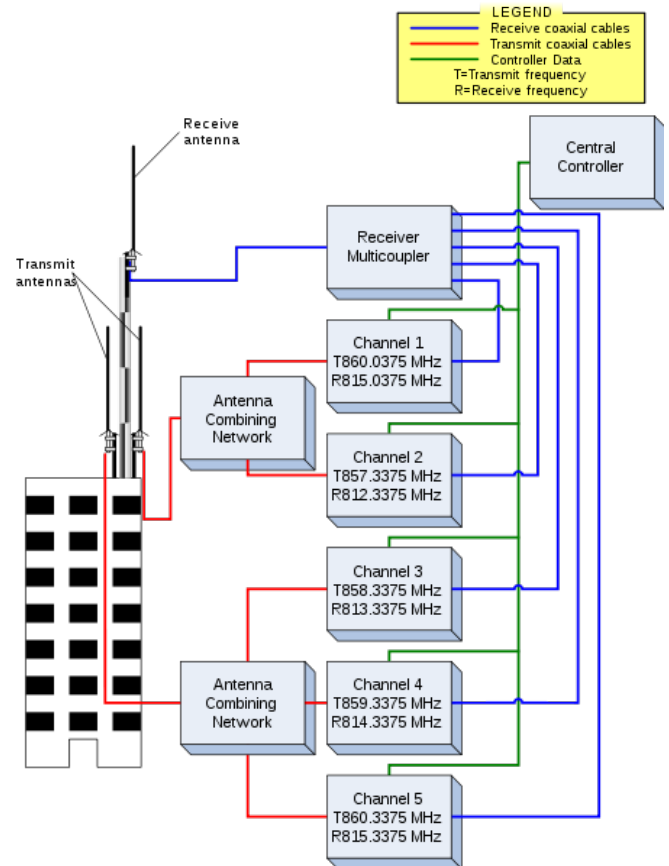 LEGEND
Receive coaxial cables
Transmit coaxial cables
Controller Data
T=Transmit frequency
R=Receive frequency
Receive
antenna
Central
Controller
Transmit
antennas
Receiver
Multicoupler
Channel 1
T860.0375 MHz
R815.0375 MHz
Antenna
Combining
Network
Channel 2
T857.3375 MHz
R812.3375 MHz
Channel 3
T858.3375 MHz
R813.3375 MHz
Antenna
Combining
Network
Channel 4
T859.3375 MHz
R814.3375 MHz
Channel 5
T860.3375 MHz
R815.3375 MHz